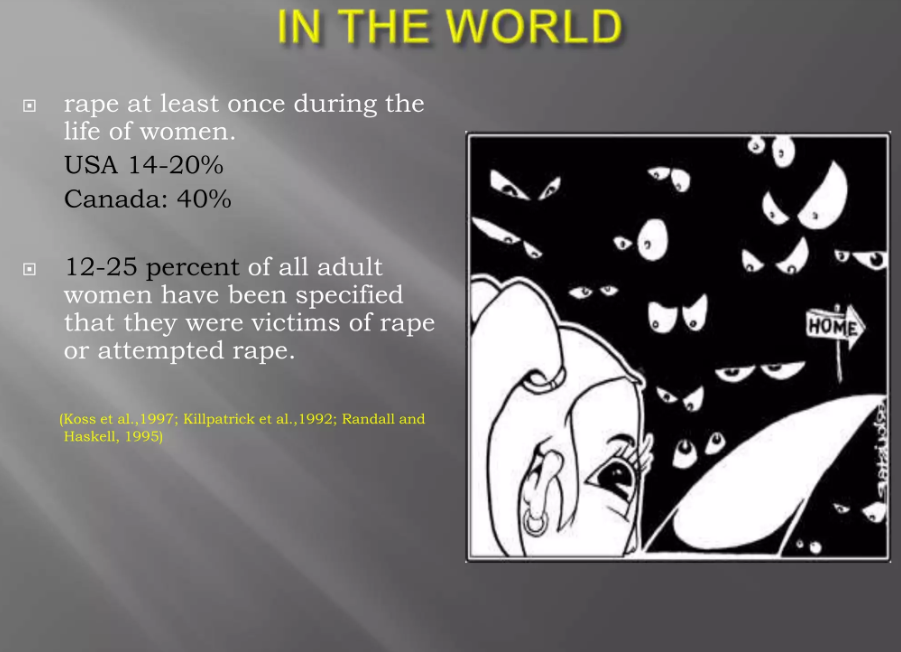 IN THE WORLD
rape at least once during the
life of women.
USA 14-20%
Canada: 40%
12-25 percent of all adult
women have been specified
that they were victims of rape
or attempted rape.
(Koss et al.,1997; Killpatrick et al.,1992; Randall and
Haskell, 1995)
HOME